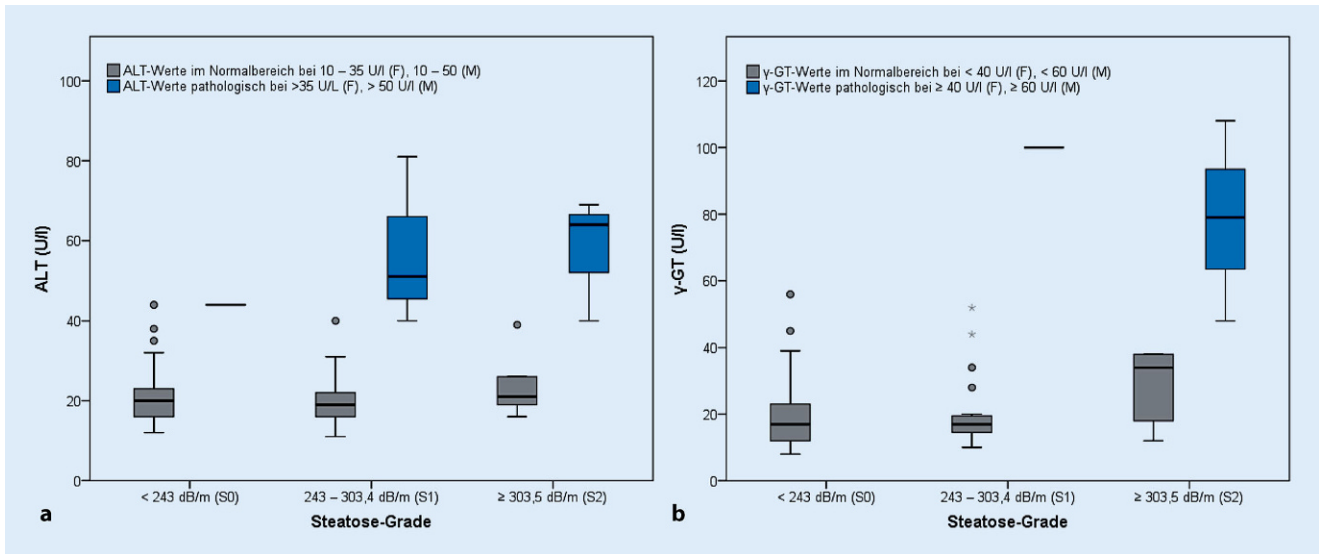 ALT-Werte im Normalbereich bei 10 – 35 U/l (F), 10 – 50 (M)
ALT-Werte pathologisch bei >35 U/L (F), > 50 U/l (M)
100
80
60
40
20
0
ALT (U/l)
< 243 dB/m (S0)
243 – 303,4 dB/m (S1)
≥ 303,5 dB/m (S2)
Steatose-Grade
a
γ-GT-Werte im Normalbereich bei < 40 U/l (F), < 60 U/l (M)
γ-GT-Werte pathologisch bei ≥ 40 U/l (F), ≥ 60 U/l (M)
120
100
80
60
40
20
0
γ-GT (U/l)
< 243 dB/m (S0)
243 – 303,4 dB/m (S1)
≥ 303,5 dB/m (S2)
Steatose-Grade
b